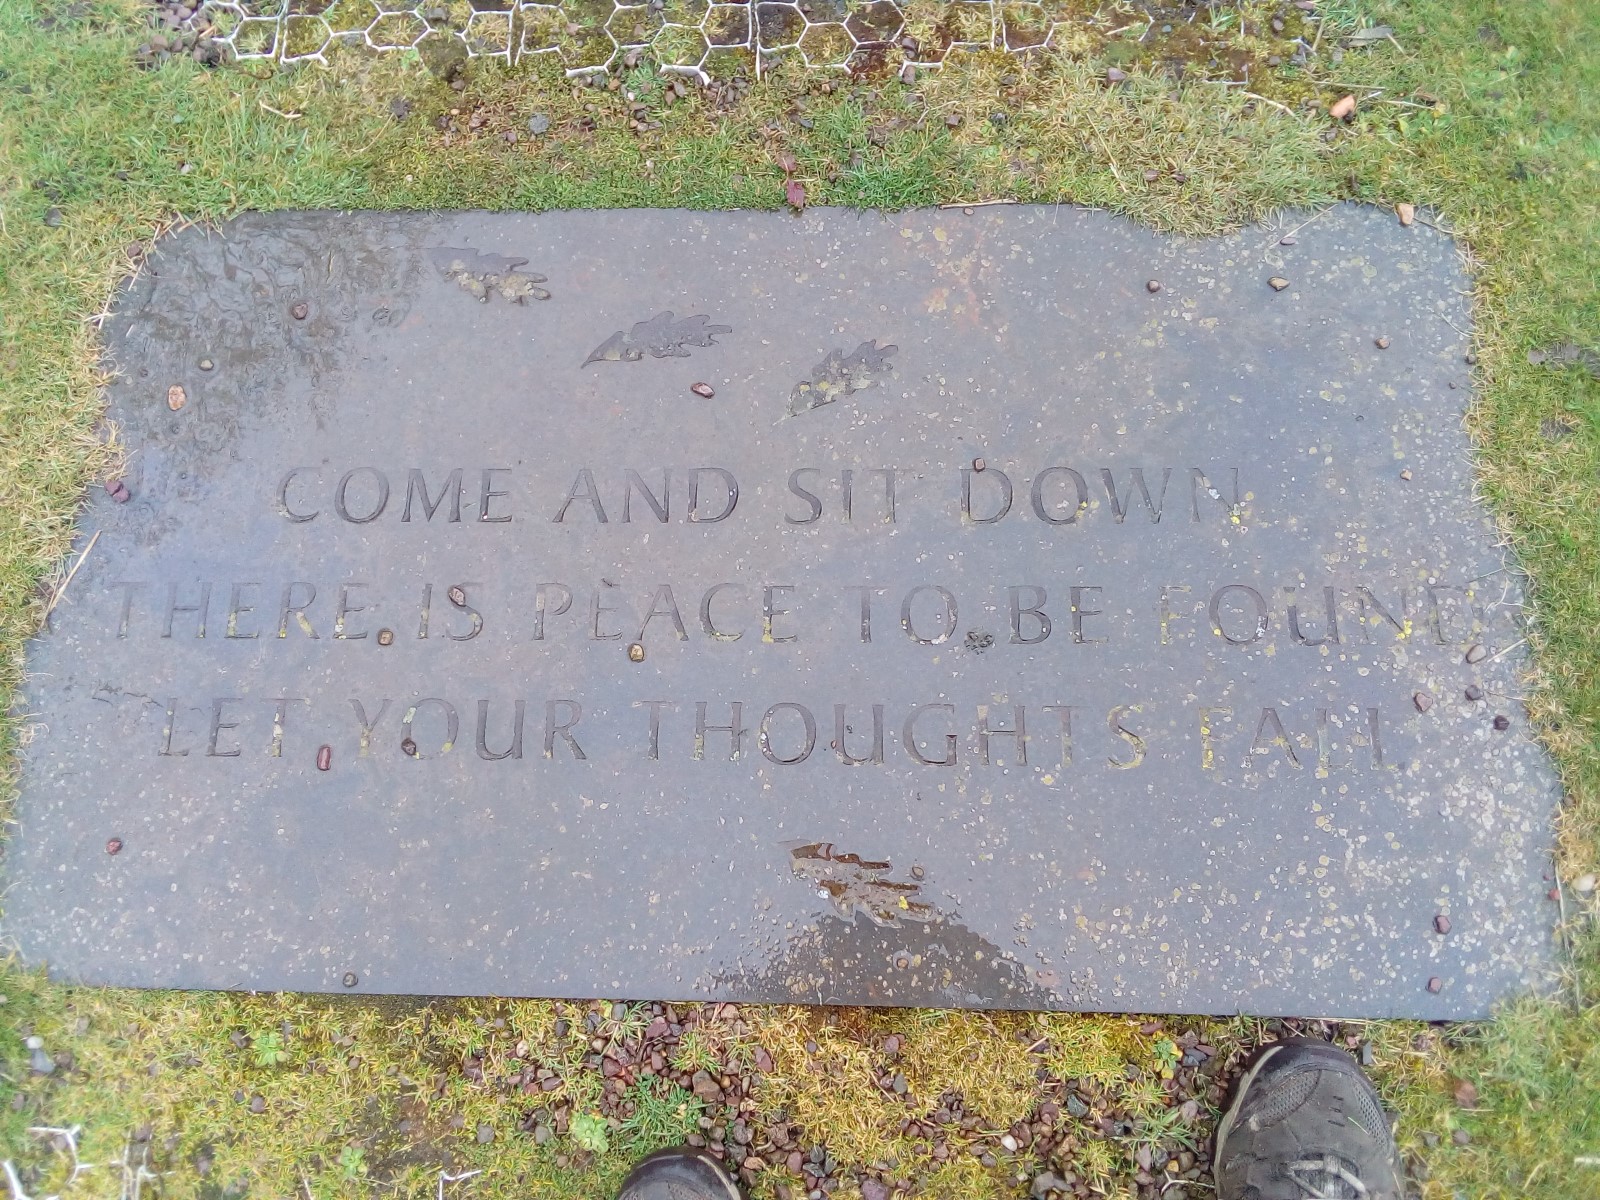 COME AND SIT DOWN
THERE IS PEACE TO BE FOUND
LET YOUR THOUGHTS FALL